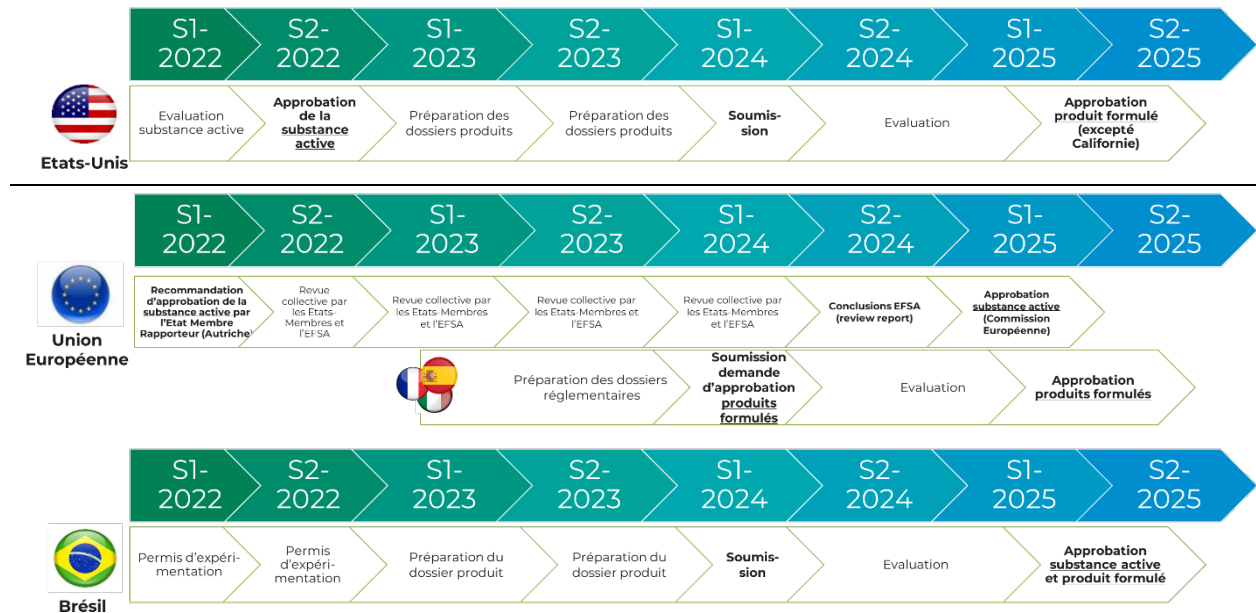 S1-
2022
S2-
2022
S1-
2023
S2-
2023
S1-
2024
S2-
2024
S1-
2025
S2-
2025
Evaluation
substance active
Approbation
de la
substance
active
Préparation des
dossiers produits
Préparation des
dossiers produits
Soumis-
sion
Evaluation
Approbation
produit formulé
(excepté
Californie)
Etats-Unis
S1-
2022
S2-
2022
S1-
2023
S2-
2023
S1-
2024
S2-
2024
S1-
2025
S2-
2025
Recommandation
d'approbation de la
substance active par
l'Etat Membre
Rapporteur (Autriche)
Revue
collective par
les Etats-
Membres et
l'EFSA
Revue collective par
les Etats-Membres
et l'EFSA
Revue collective par
les Etats-Membres
et l'EFSA
Revue collective par
les Etats-Membres
et l'EFSA
Conclusions EFSA
(review report)
Approbation
substance active
(Commission
Européenne)
Union
Européenne
Préparation des dossiers
réglementaires
Soumission
demande
d'approbation
produits
formulés
Evaluation
Approbation
produits formulés
S1-
2022
S2-
2022
S1-
2023
S2-
2023
S1-
2024
S2-
2024
S1-
2025
S2-
2025
Permis d'expéri-
mentation
Permis
d'expéri-
mentation
Préparation du
dossier produit
Préparation du
dossier produit
Soumis-
sion
Evaluation
Approbation
substance active
et produit formulé
Brésil